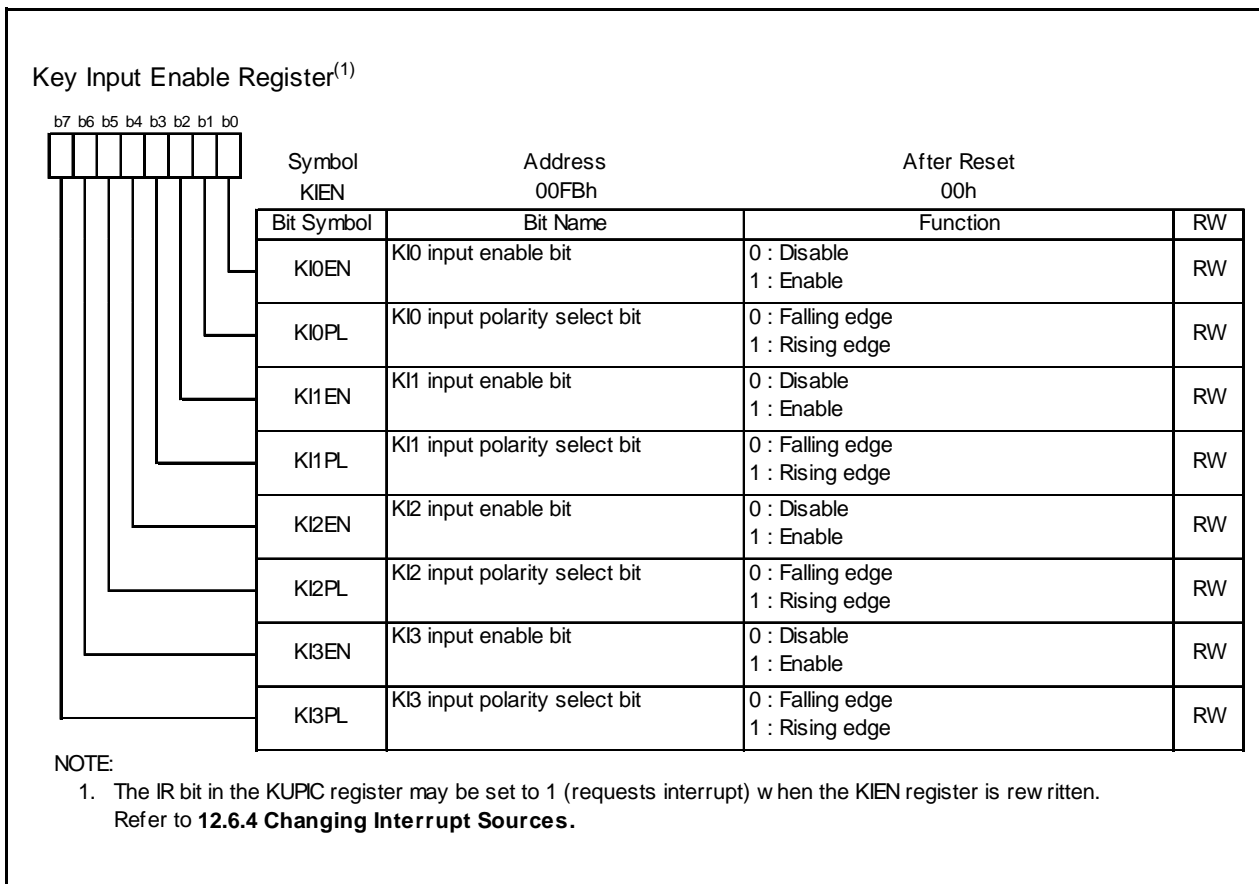 Key Input Enable Register(1)
b7 b6 b5 b4 b3 b2 b1 b0
Symbol Address After Reset
KIEN 00FBh 00h
Bit Symbol Bit Name Function RW
KI0EN KI0 input enable bit 0 : Disable
1 : Enable RW
KI0PL KI0 input polarity select bit 0 : Falling edge
1 : Rising edge RW
KI1EN KI1 input enable bit 0 : Disable
1 : Enable RW
KI1PL KI1 input polarity select bit 0 : Falling edge
1 : Rising edge RW
KI2EN KI2 input enable bit 0 : Disable
1 : Enable RW
KI2PL KI2 input polarity select bit 0 : Falling edge
1 : Rising edge RW
KI3EN KI3 input enable bit 0 : Disable
1 : Enable RW
KI3PL KI3 input polarity select bit 0 : Falling edge
1 : Rising edge RW
NOTE:
1. The IR bit in the KUPIC register may be set to 1 (requests interrupt) when the KIEN register is rewritten.
Refer to 12.6.4 Changing Interrupt Sources.